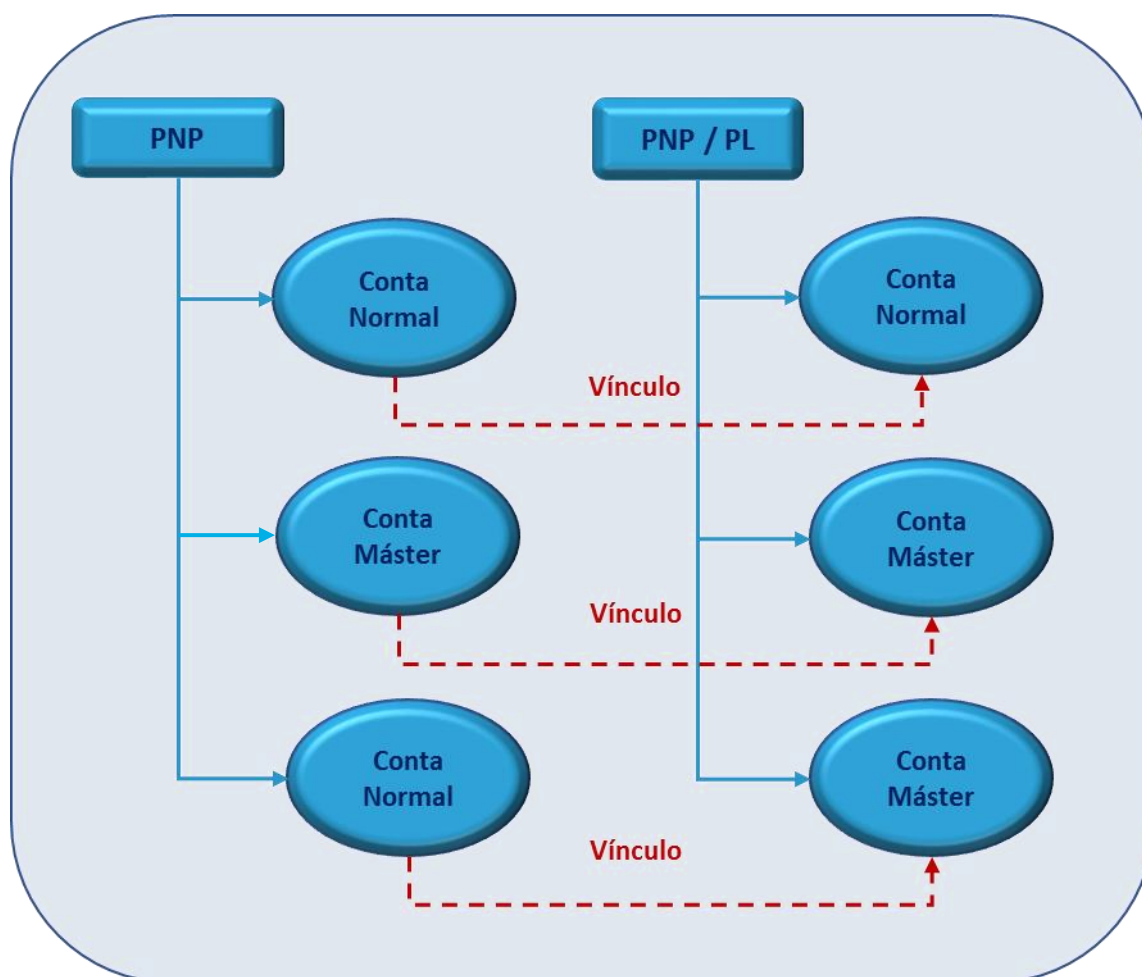 PNP
PNP / PL
Conta
Normal
Conta
Normal
Vínculo
Conta
Máster
Conta
Máster
Vínculo
Conta
Normal
Conta
Máster
Vínculo